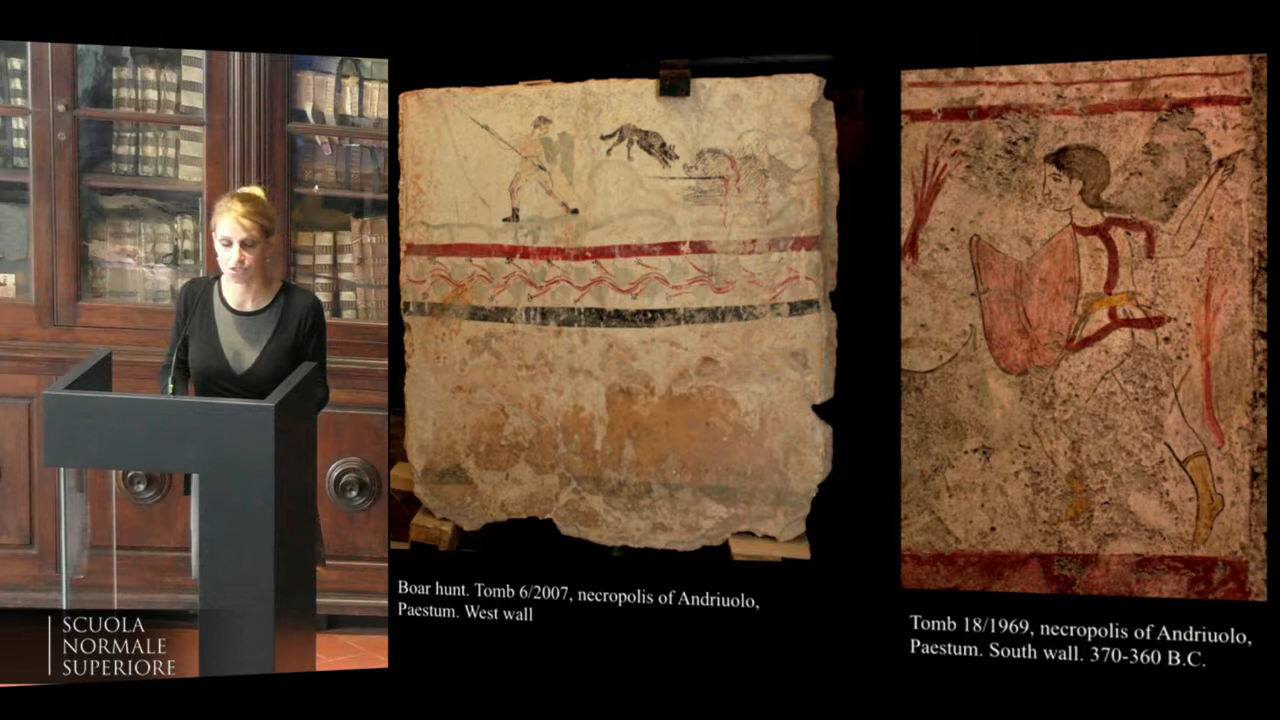 SCUOLA
NORMALE
SUPERIORE
Boar hunt. Tomb 6/2007, necropolis of Andriuolo,
Paestum. West wall
Tomb 18/1969, necropolis of Andriuolo,
Paestum. South wall. 370-360 B.C.